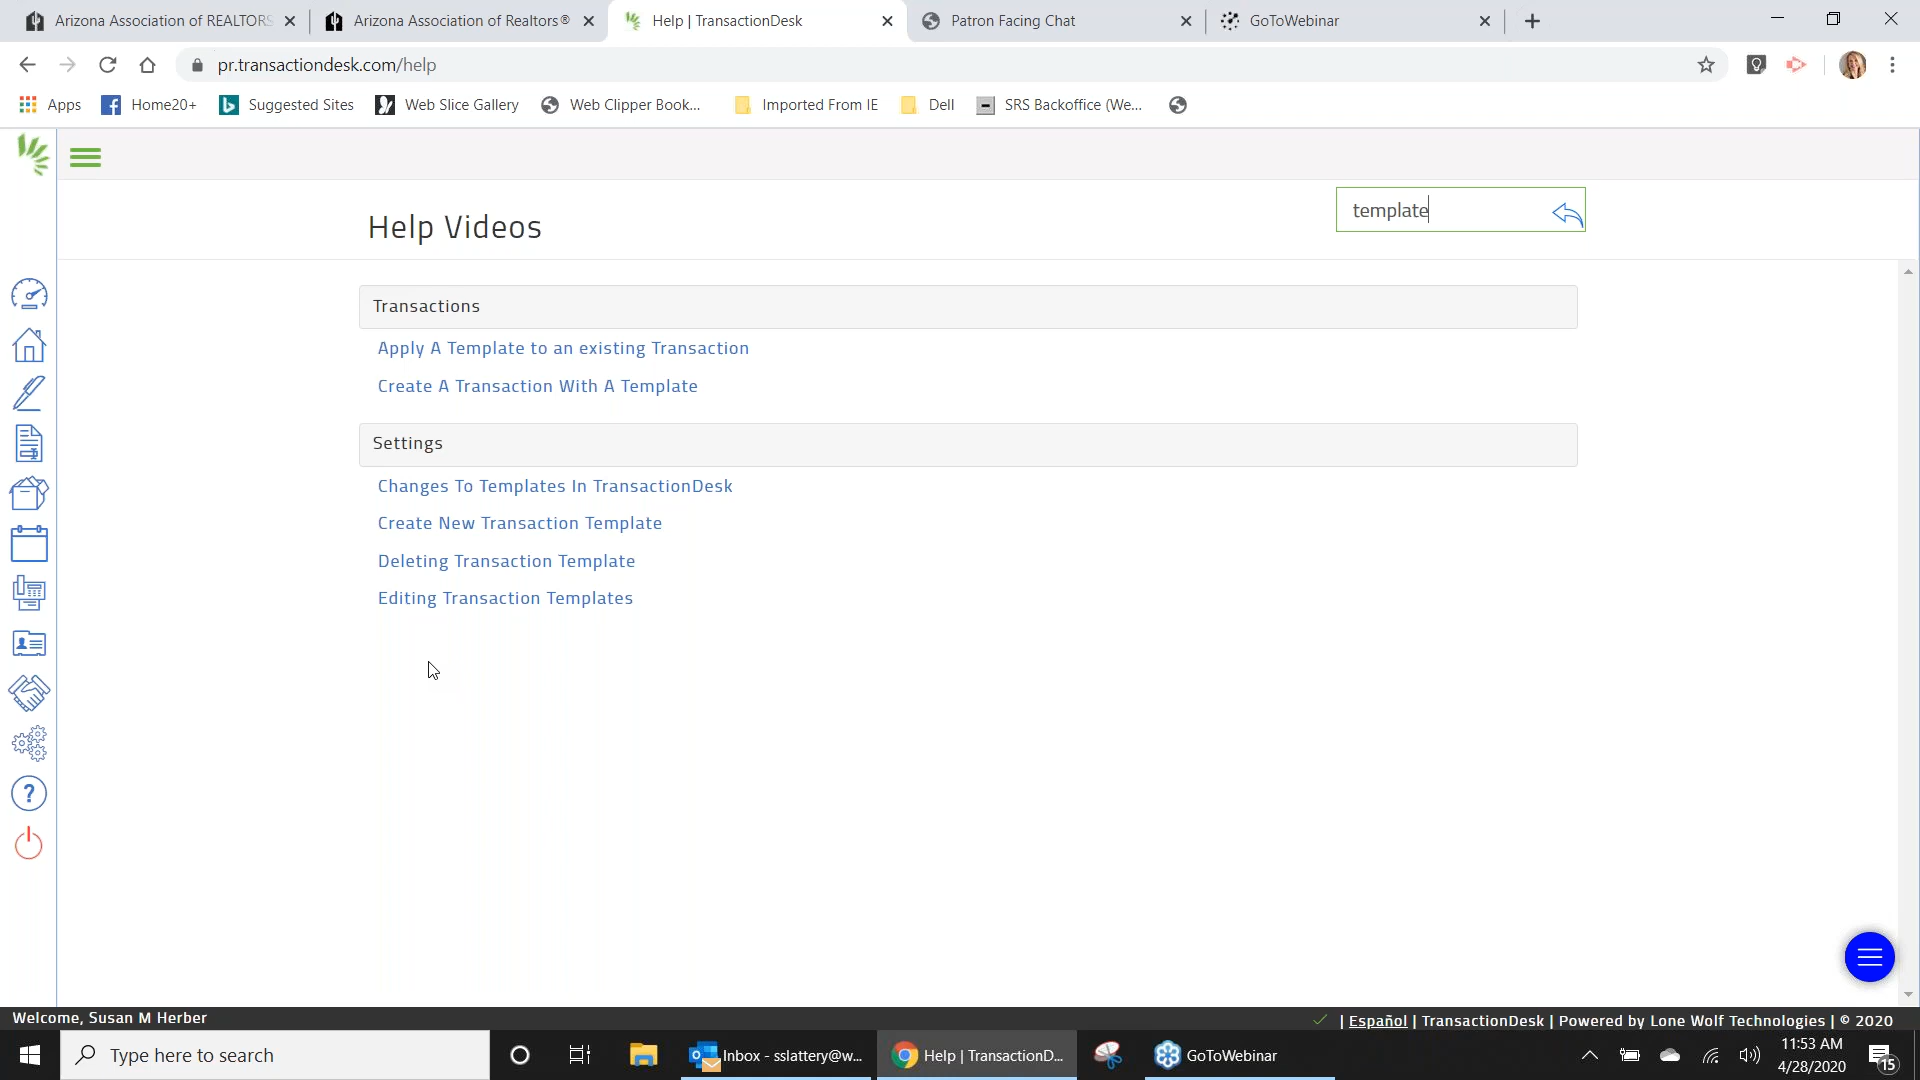 Arizona Association of REALTORS
Arizona Association of Realtors®
Help | TransactionDesk
Patron Facing Chat
GoToWebinar
pr.transactiondesk.com/help
Apps
Home20+
Suggested Sites
Web Slice Gallery
Web Clipper Book...
Imported From IE
Dell
SRS Backoffice (We...
template
Help Videos
Transactions
Apply A Template to an existing Transaction
Create A Transaction With A Template
Settings
Changes To Templates In TransactionDesk
Create New Transaction Template
Deleting Transaction Template
Editing Transaction Templates
Welcome, Susan M Herber
| Español | TransactionDesk | Powered by Lone Wolf Technologies | © 2020
Type here to search
Inbox - sslattery@w...
Help | TransactionD...
GoToWebinar
11:53 AM
4/28/2020
15